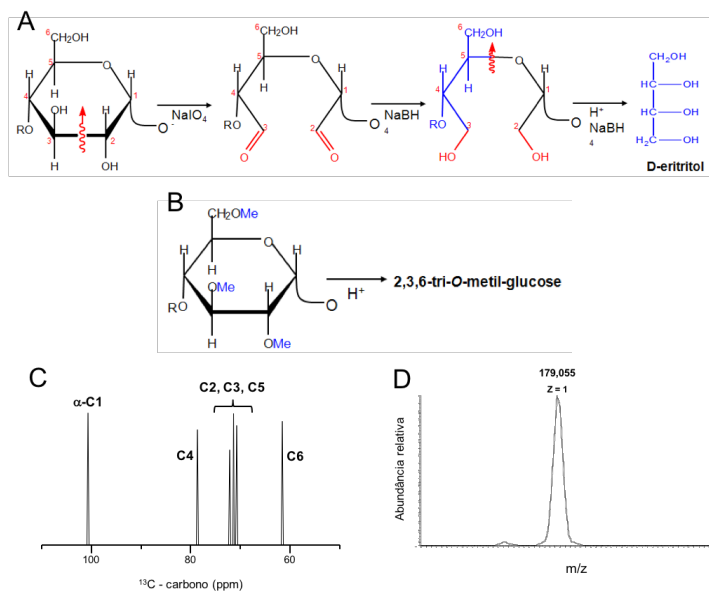 A
6
CH₂OH
5
O
H
H
H
4
1
OH
H
RO
O⁻
3
2
H
OH
NaIO₄
6
CH₂OH
5
O
H
H
H
4
1
RO
O
3
2
O
O
NaBH
4
6
CH₂OH
5
O
H
H
H
4
1
RO
O
3
2
HO
OH
H⁺
NaBH
4
H₂C—OH
HC—OH
HC—OH
H₂C—OH
D-eritritol
B
CH₂OMe
O
H
H
H
OMe
H
RO
O
H
OMe
H⁺
2,3,6-tri-O-metil-glucose
C
α-C1
C2, C3, C5
C4
C6
100
80
60
¹³C - carbono (ppm)
D
179,055
Z = 1
Abundância relativa
m/z